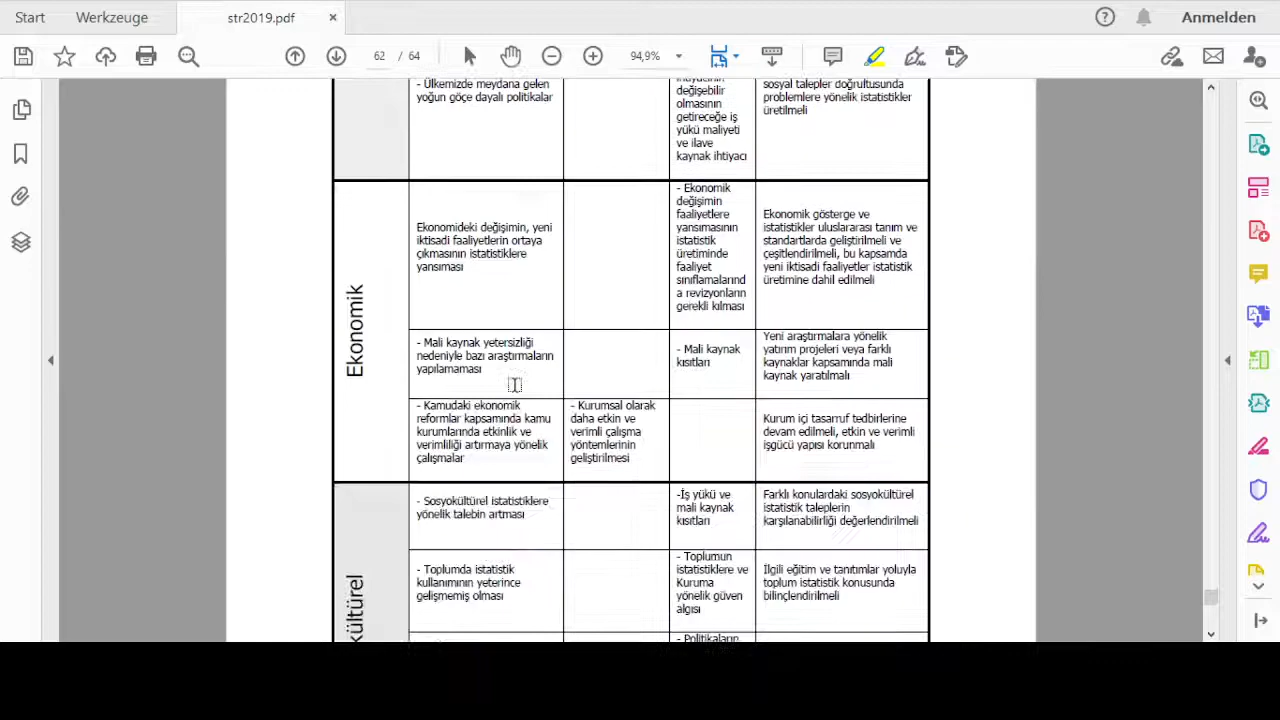 Start
Werkzeuge
str2019.pdf
×
?
Anmelden
62 / 64
94,9%
- Ülkemizde meydana gelen
yoğun göçe dayalı politikalar
değişebilir
olmasının
getireceğe iş
yükü maliyeti
ve ilave
kaynak ihtiyacı
sosyal talepler doğrultusunda
problemlere yönelik istatistikler
üretilmeli
Ekonomik
Ekonomideki değişimin, yeni
iktisadi faaliyetlerin ortaya
çıkmasının istatistiklere
yansıması
- Ekonomik
değişimin
faaliyetlere
yansımasının
istatistik
üretiminde
faaliyet
sınıflamalarınd
a revizyonların
gerekli kılması
Ekonomik gösterge ve
istatistikler uluslararası tanım ve
standartlarda geliştirilmeli ve
çeşitlendirilmeli, bu kapsamda
yeni iktisadi faaliyetler istatistik
üretimine dahil edilmeli
- Mali kaynak yetersizliği
nedeniyle bazı araştırmaların
yapılamaması
- Mali kaynak
kısıtları
Yeni araştırmalara yönelik
yatırım projeleri veya farklı
kaynaklar kapsamında mali
kaynak yaratılmalı
- Kamudaki ekonomik
reformlar kapsamında kamu
kurumlarında etkinlik ve
verimliliği artırmaya yönelik
çalışmalar
- Kurumsal olarak
daha etkin ve
verimli çalışma
yöntemlerinin
geliştirilmesi
Kurum içi tasarruf tedbirlerine
devam edilmeli, etkin ve verimli
işgücü yapısı korunmalı
kültürel
- Sosyokültürel istatistiklere
yönelik talebin artması
-İş yükü ve
mali kaynak
kısıtları
Farklı konulardaki sosyokültürel
istatistik taleplerin
karşılanabilirliği değerlendirilmeli
- Toplumda istatistik
kullanımının yeterince
gelişmemiş olması
- Toplumun
istatistiklere ve
Kuruma
yönelik güven
algısı
İlgili eğitim ve tanıtımlar yoluyla
toplum istatistik konusunda
bilinçlendirilmeli
- Politikaların